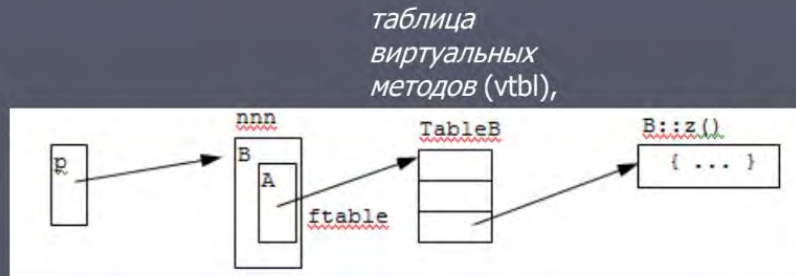 таблица
виртуальных
методов (vtbl),
nnn
TableB
B::z()
p
B
{ ... }
A
ftable